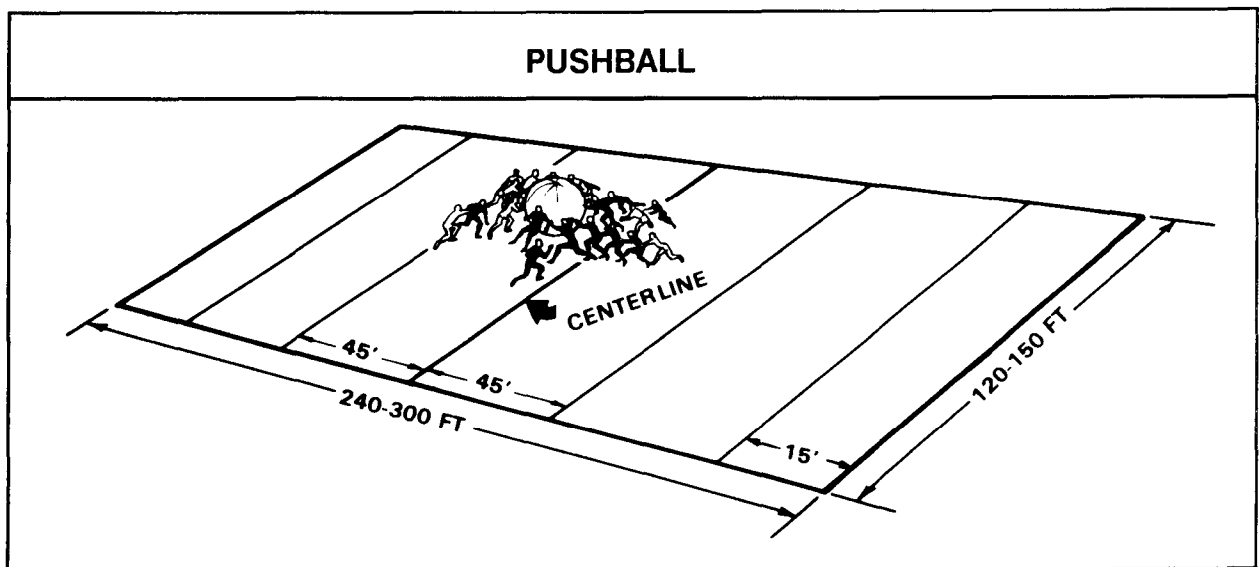 PUSHBALL
CENTERLINE
45'
45'
240-300 FT
15'
120-150 FT